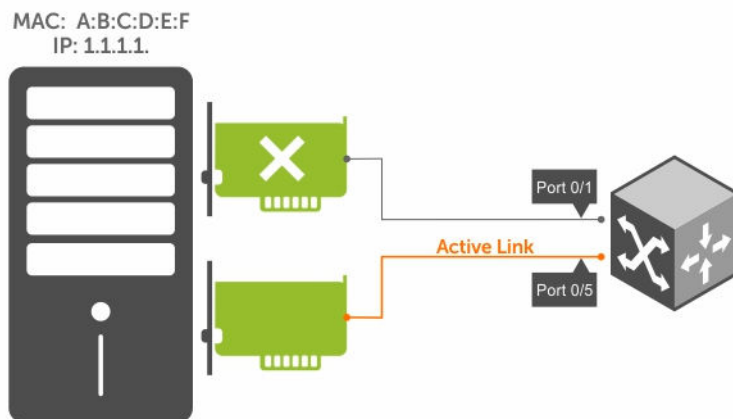 MAC: A:B:C:D:E:F
IP: 1.1.1.1.
Port 0/1
Active Link
Port 0/5